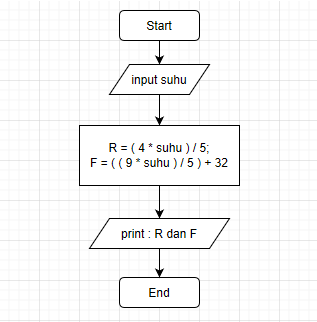 Start
input suhu
R = ( 4 * suhu ) / 5;
F = ( ( 9 * suhu ) / 5 ) + 32
print : R dan F
End